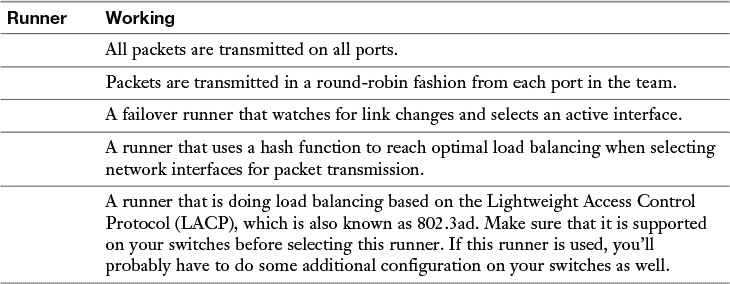 Runner Working
All packets are transmitted on all ports.
Packets are transmitted in a round-robin fashion from each port in the team.
A failover runner that watches for link changes and selects an active interface.
A runner that uses a hash function to reach optimal load balancing when selecting
network interfaces for packet transmission.
A runner that is doing load balancing based on the Lightweight Access Control
Protocol (LACP), which is also known as 802.3ad. Make sure that it is supported
on your switches before selecting this runner. If this runner is used, you’ll
probably have to do some additional configuration on your switches as well.